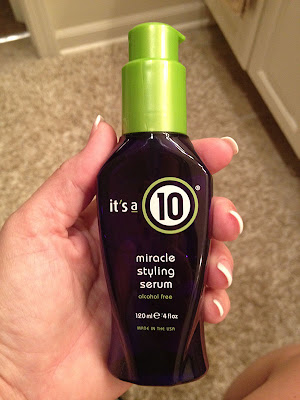 it's a 10®
miracle
styling
serum
alcohol free
120 ml e 4 fl oz
MADE IN THE USA